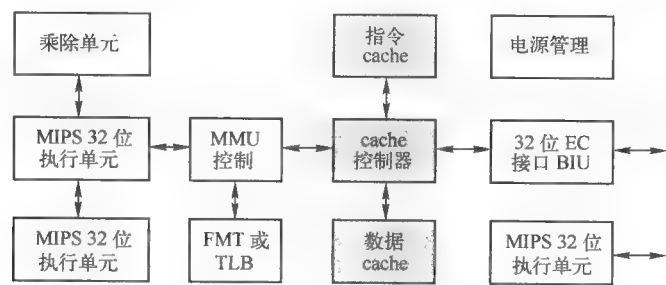 乘除单元
指令
cache
电源管理
MIPS 32 位
执行单元
MMU
控制
cache
控制器
32 位 EC
接口 BIU
MIPS 32 位
执行单元
FMT 或
TLB
数据
cache
MIPS 32 位
执行单元